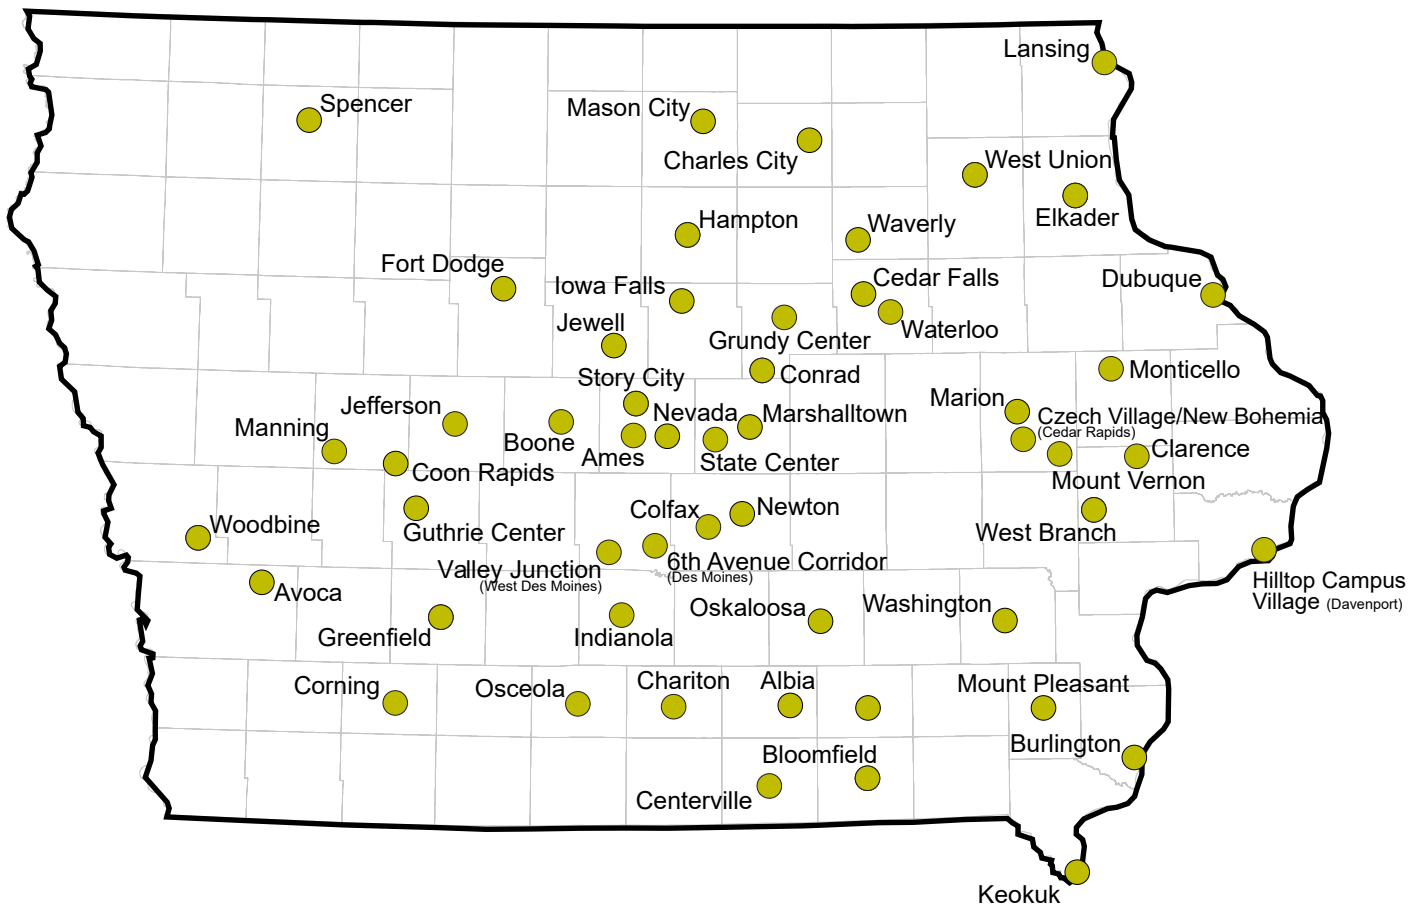 Lansing
Spencer
Mason City
Charles City
West Union
Elkader
Hampton
Waverly
Fort Dodge
Iowa Falls
Cedar Falls
Dubuque
Jewell
Grundy Center
Waterloo
Story City
Conrad
Monticello
Jefferson
Marion
Manning
Boone
Nevada
Marshalltown
Czech Village/New Bohemia
(Cedar Rapids)
Ames
State Center
Clarence
Coon Rapids
Mount Vernon
Woodbine
Guthrie Center
Colfax
Newton
West Branch
Valley Junction
(West Des Moines)
6th Avenue Corridor
(Des Moines)
Hilltop Campus
Village (Davenport)
Avoca
Greenfield
Indianola
Oskaloosa
Washington
Corning
Osceola
Chariton
Albia
Mount Pleasant
Burlington
Bloomfield
Centerville
Keokuk